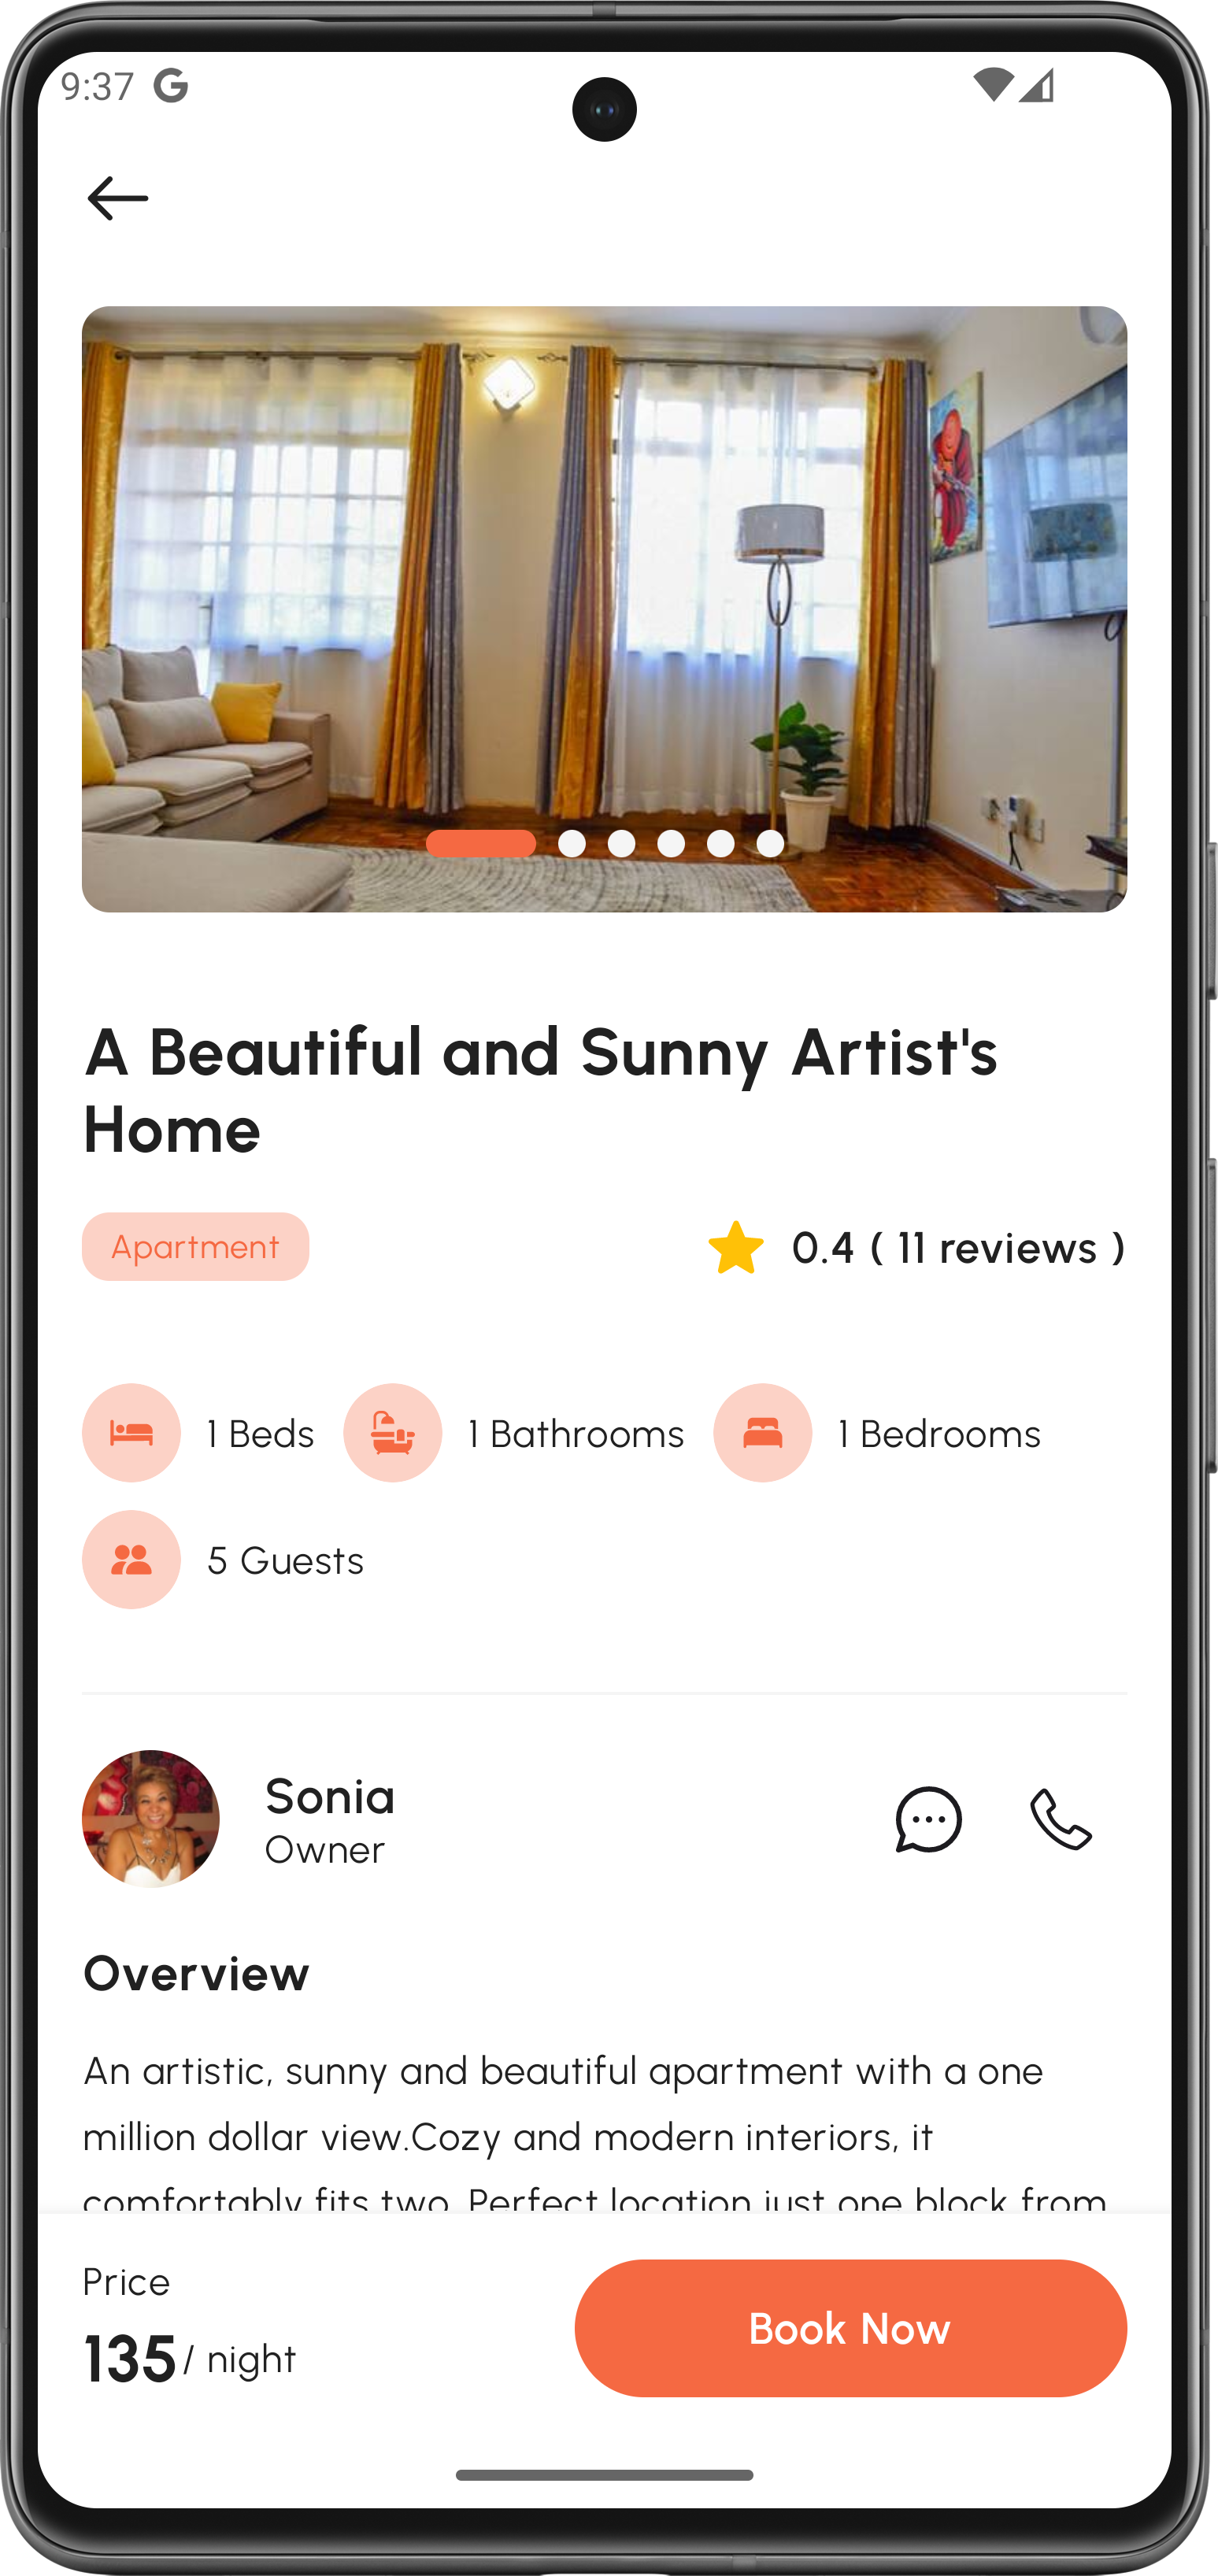 9:37 G
A Beautiful and Sunny Artist's
Home
Apartment
0.4 ( 11 reviews )
1 Beds 1 Bathrooms 1 Bedrooms
5 Guests
Sonia
Owner
Overview
An artistic, sunny and beautiful apartment with a one
million dollar view.Cozy and modern interiors, it
comfortably fits two. Perfect location just one block from
Price
135/ night
Book Now